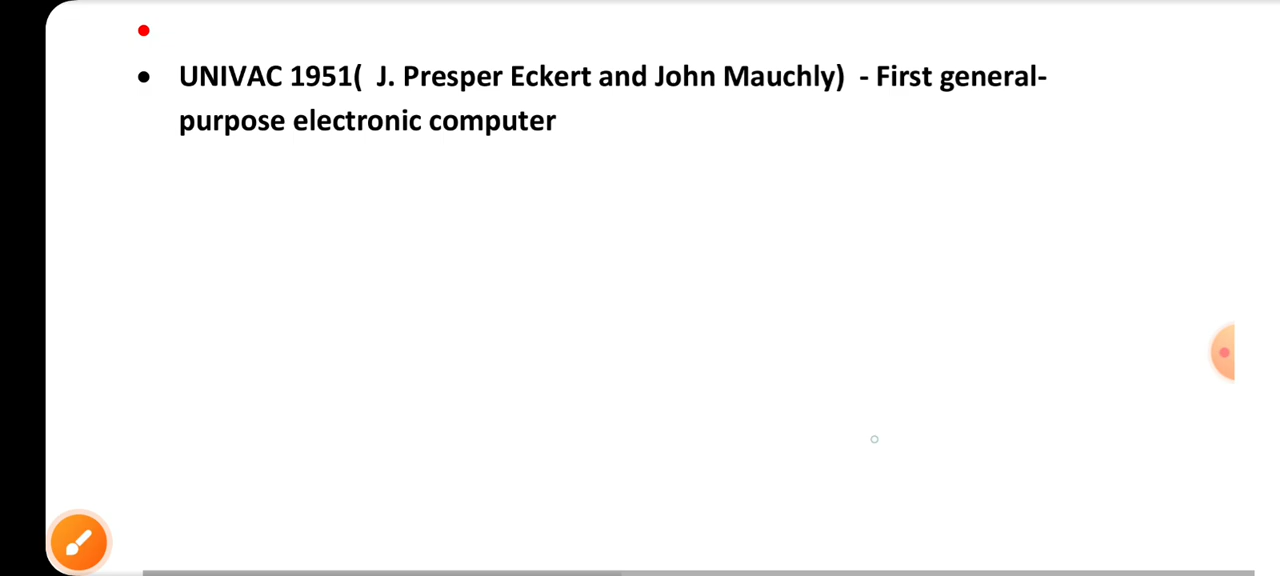 UNIVAC 1951( J. Presper Eckert and John Mauchly) - First general-
purpose electronic computer